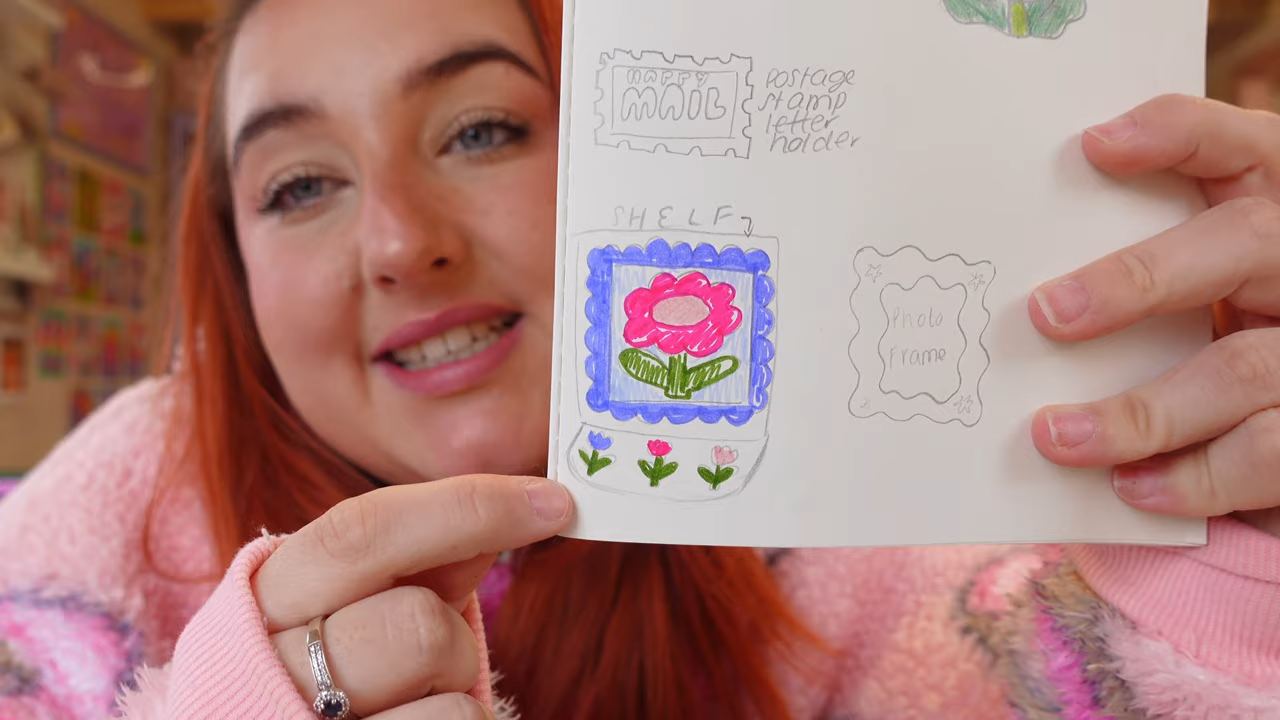 HAPPY
MAIL
postage
stamp
letter
holder
SHELF
Photo
Frame